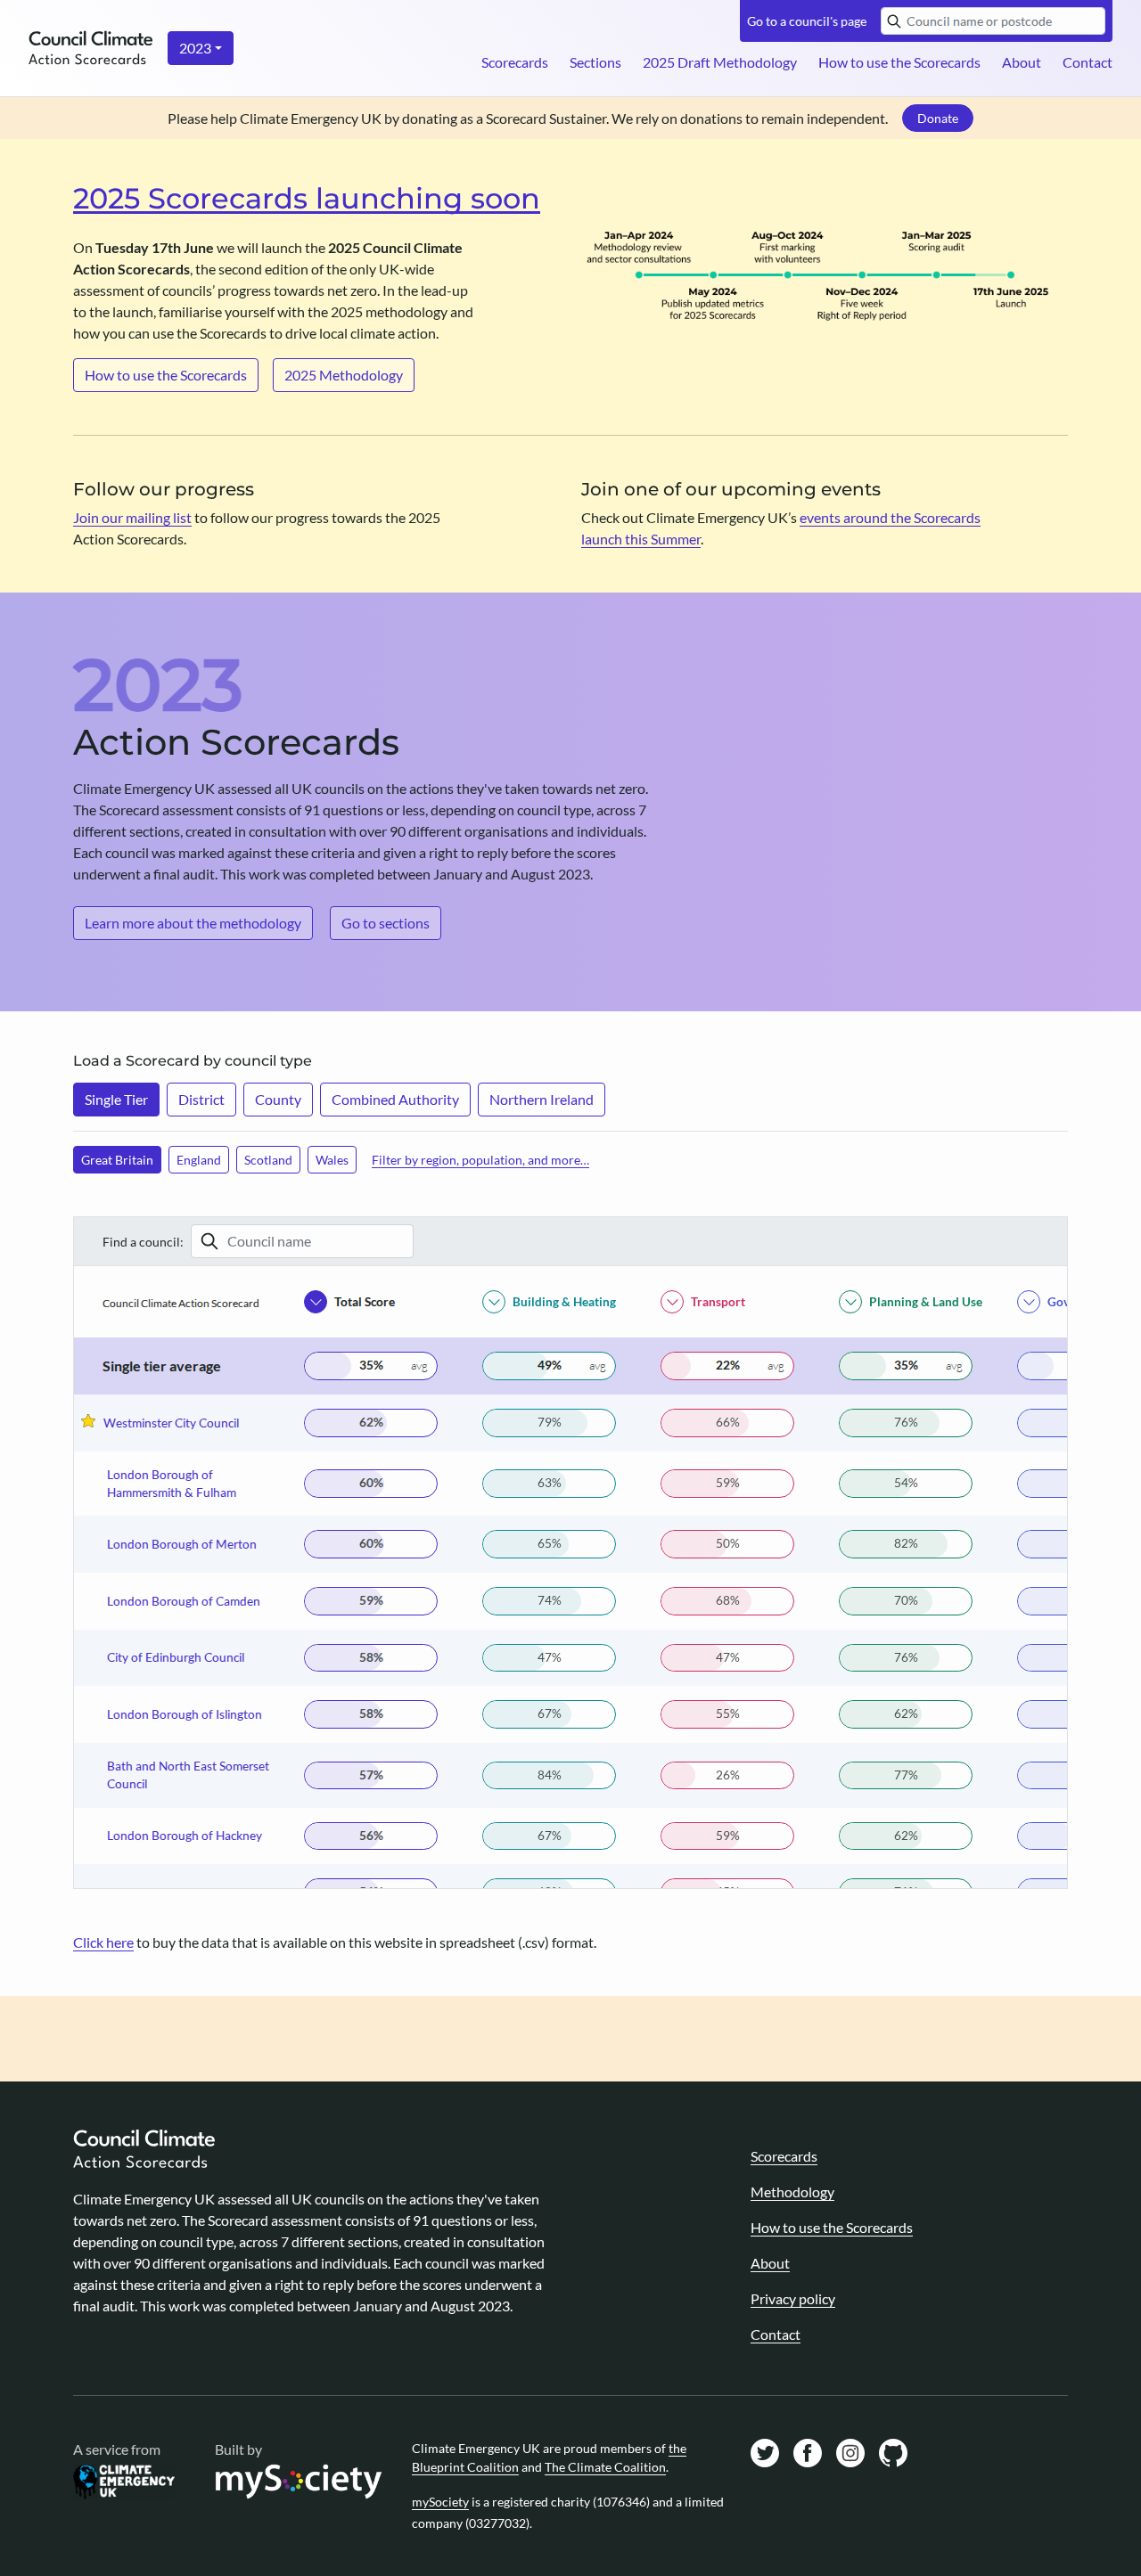 Go to a council's page
Council name or postcode
Council Climate
Action Scorecards
2023
Scorecards
Sections
2025 Draft Methodology
How to use the Scorecards
About
Contact
Please help Climate Emergency UK by donating as a Scorecard Sustainer. We rely on donations to remain independent.
Donate
2025 Scorecards launching soon
On Tuesday 17th June we will launch the 2025 Council Climate
Action Scorecards, the second edition of the only UK-wide
assessment of councils’ progress towards net zero. In the lead-up
to the launch, familiarise yourself with the 2025 methodology and
how you can use the Scorecards to drive local climate action.
How to use the Scorecards
2025 Methodology
Jan–Apr 2024
Methodology review
and sector consultations
Aug–Oct 2024
First marking
with volunteers
Jan–Mar 2025
Scoring audit
May 2024
Publish updated metrics
for 2025 Scorecards
Nov–Dec 2024
Five week
Right of Reply period
17th June 2025
Launch
Follow our progress
Join our mailing list to follow our progress towards the 2025
Action Scorecards.
Join one of our upcoming events
Check out Climate Emergency UK’s events around the Scorecards
launch this Summer.
2023
Action Scorecards
Climate Emergency UK assessed all UK councils on the actions they've taken towards net zero.
The Scorecard assessment consists of 91 questions or less, depending on council type, across 7
different sections, created in consultation with over 90 different organisations and individuals.
Each council was marked against these criteria and given a right to reply before the scores
underwent a final audit. This work was completed between January and August 2023.
Learn more about the methodology
Go to sections
Load a Scorecard by council type
Single Tier
District
County
Combined Authority
Northern Ireland
Great Britain
England
Scotland
Wales
Filter by region, population, and more…
Find a council:
Council name
Council Climate Action Scorecard
Total Score
Building & Heating
Transport
Planning & Land Use
Single tier average
35% avg
49% avg
22% avg
35% avg
Westminster City Council
62%
79%
66%
76%
London Borough of
Hammersmith & Fulham
60%
63%
59%
54%
London Borough of Merton
60%
65%
50%
82%
London Borough of Camden
59%
74%
68%
70%
City of Edinburgh Council
58%
47%
47%
76%
London Borough of Islington
58%
67%
55%
62%
Bath and North East Somerset
Council
57%
84%
26%
77%
London Borough of Hackney
56%
67%
59%
62%
Click here to buy the data that is available on this website in spreadsheet (.csv) format.
Council Climate
Action Scorecards
Climate Emergency UK assessed all UK councils on the actions they've taken
towards net zero. The Scorecard assessment consists of 91 questions or less,
depending on council type, across 7 different sections, created in consultation
with over 90 different organisations and individuals. Each council was marked
against these criteria and given a right to reply before the scores underwent a
final audit. This work was completed between January and August 2023.
Scorecards
Methodology
How to use the Scorecards
About
Privacy policy
Contact
A service from
CLIMATE
EMERGENCY
UK
Built by
mySociety
Climate Emergency UK are proud members of the
Blueprint Coalition and The Climate Coalition.
mySociety is a registered charity (1076346) and a limited
company (03277032).